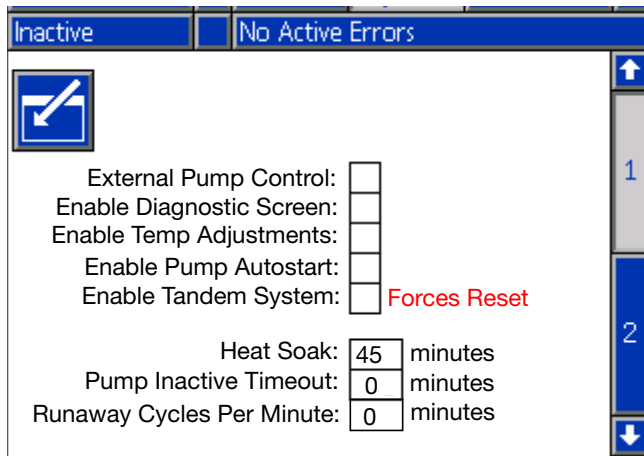 Inactive No Active Errors
External Pump Control:
1
Enable Diagnostic Screen:
Enable Temp Adjustments:
Enable Pump Autostart:
Enable Tandem System: Forces Reset
2
Heat Soak: 45 minutes
Pump Inactive Timeout: 0 minutes
Runaway Cycles Per Minute: 0 minutes